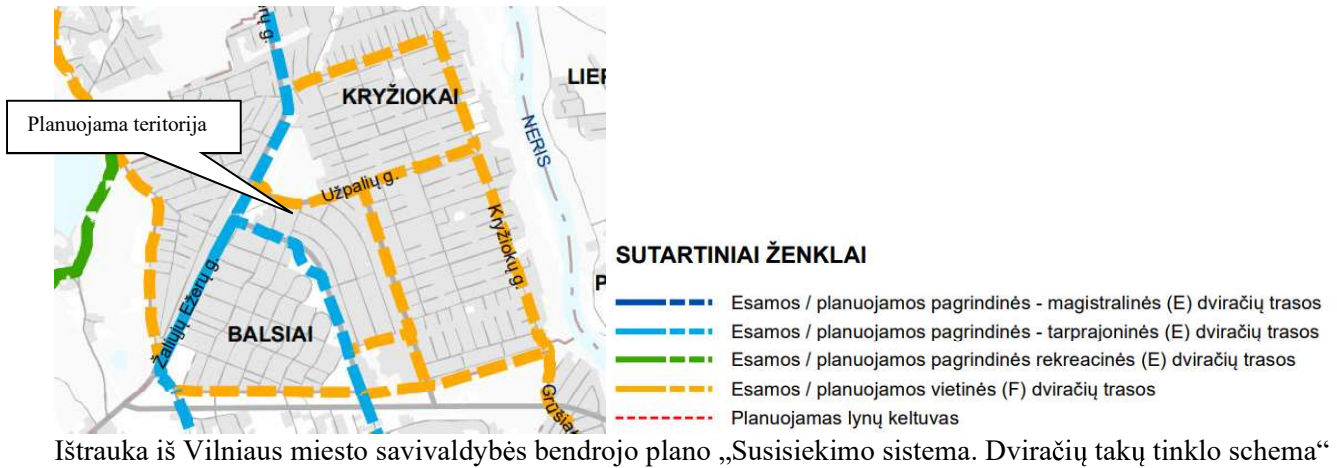 rų g.
KRYŽIOKAI
LIEF
Planuojama teritorija
NERIS
Užpalių g.
Kryžiokų g.
Žaliųjų Ežerų g.
BALSIAI
P
Grūšia
SUTARTINIAI ŽENKLAI
Esamos / planuojamos pagrindinės - magistralinės (E) dviračių trasos
Esamos / planuojamos pagrindinės - tarprajoninės (E) dviračių trasos
Esamos / planuojamos pagrindinės rekreacinės (E) dviračių trasos
Esamos / planuojamos vietinės (F) dviračių trasos
Planuojamas lynų keltuvas
Ištrauka iš Vilniaus miesto savivaldybės bendrojo plano „Susisiekimo sistema. Dviračių takų tinklo schema“